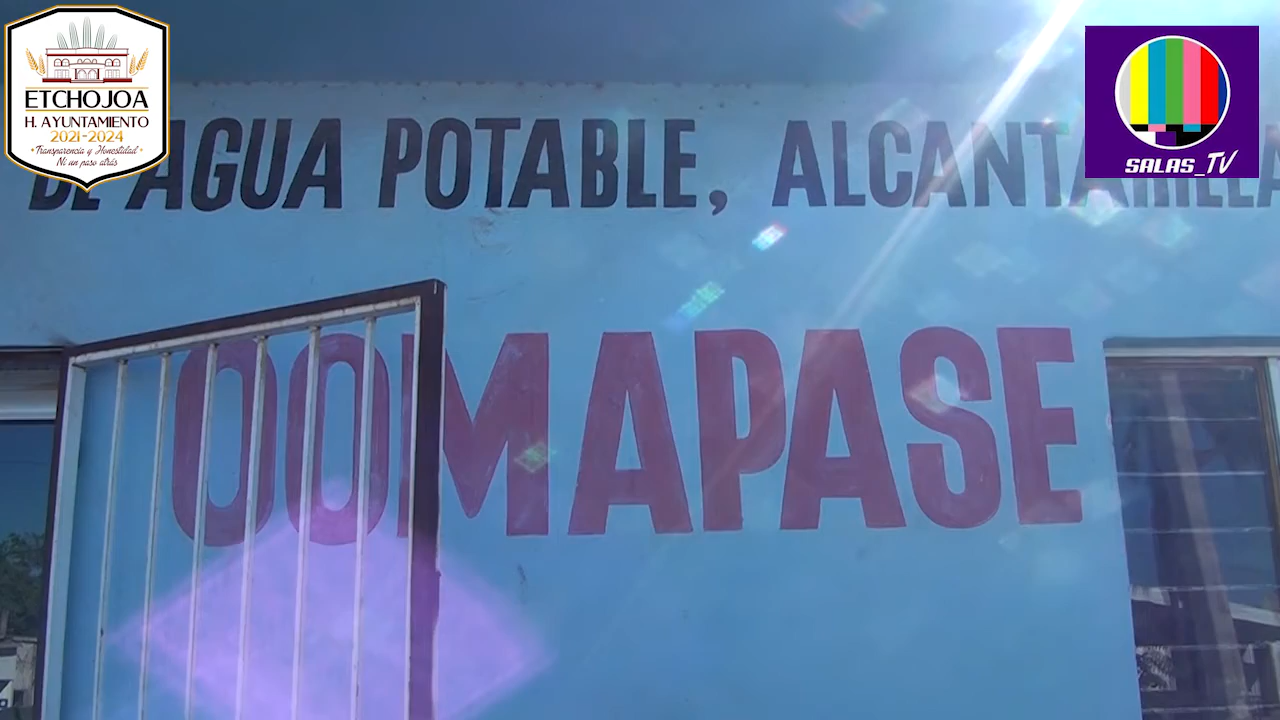 ETCHOJOA
H. AYUNTAMIENTO
2021-2024
Transparencia y Honestidad
Ni un paso atrás
SALAS_TV
DE AGUA POTABLE, ALCANTARILLA
OOMAPASE